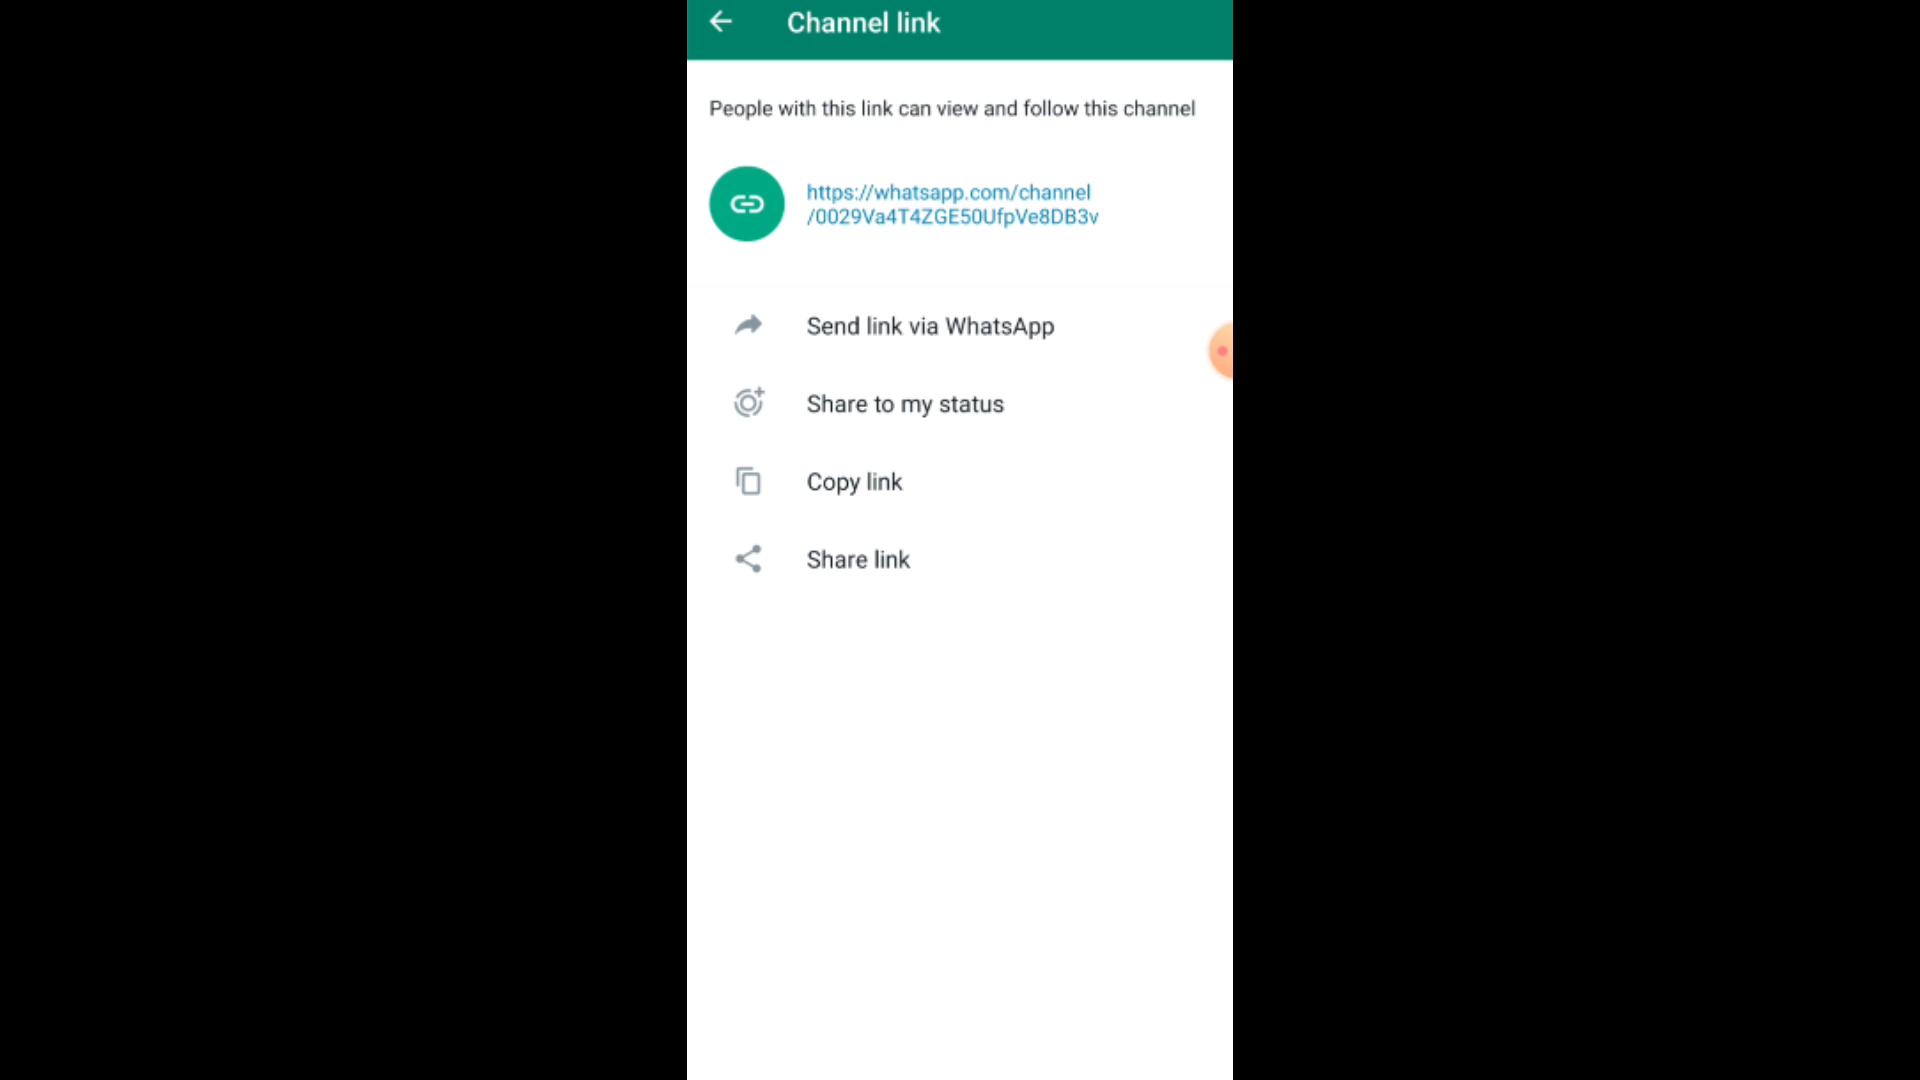 Channel link
People with this link can view and follow this channel
https://whatsapp.com/channel
/0029Va4T4ZGE50UfpVe8DB3v
Send link via WhatsApp
Share to my status
Copy link
Share link